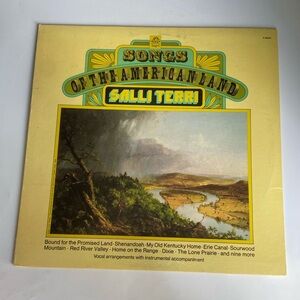 SONGS
OF THE AMERICAN LAND
SALLI TERRI
Bound for the Promised Land·Shenandoah·My Old Kentucky Home·Erie Canal·Sourwood
Mountain · Red River Valley · Home on the Range · Dixie · The Lone Prairie · and nine more
Vocal arrangements with instrumental accompaniment